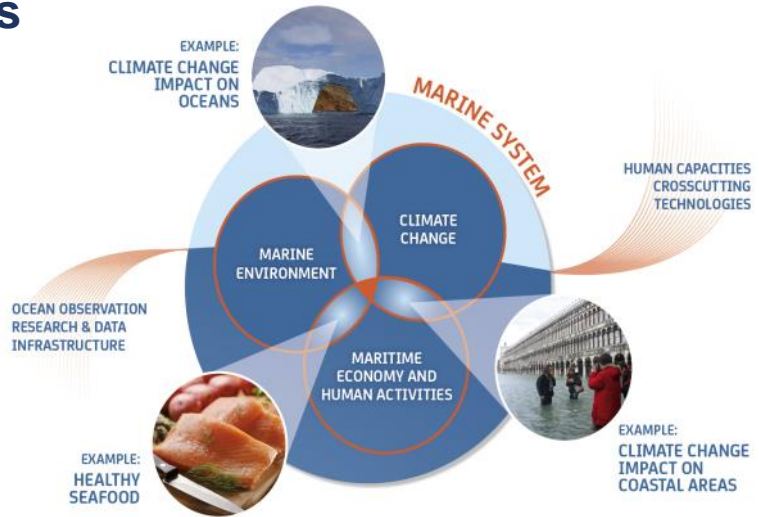 s
EXAMPLE:
CLIMATE CHANGE
IMPACT ON
OCEANS
MARINE SYSTEM
HUMAN CAPACITIES
CROSSCUTTING
TECHNOLOGIES
CLIMATE
CHANGE
MARINE
ENVIRONMENT
OCEAN OBSERVATION
RESEARCH & DATA
INFRASTRUCTURE
MARITIME
ECONOMY AND
HUMAN ACTIVITIES
EXAMPLE:
HEALTHY
SEAFOOD
EXAMPLE:
CLIMATE CHANGE
IMPACT ON
COASTAL AREAS